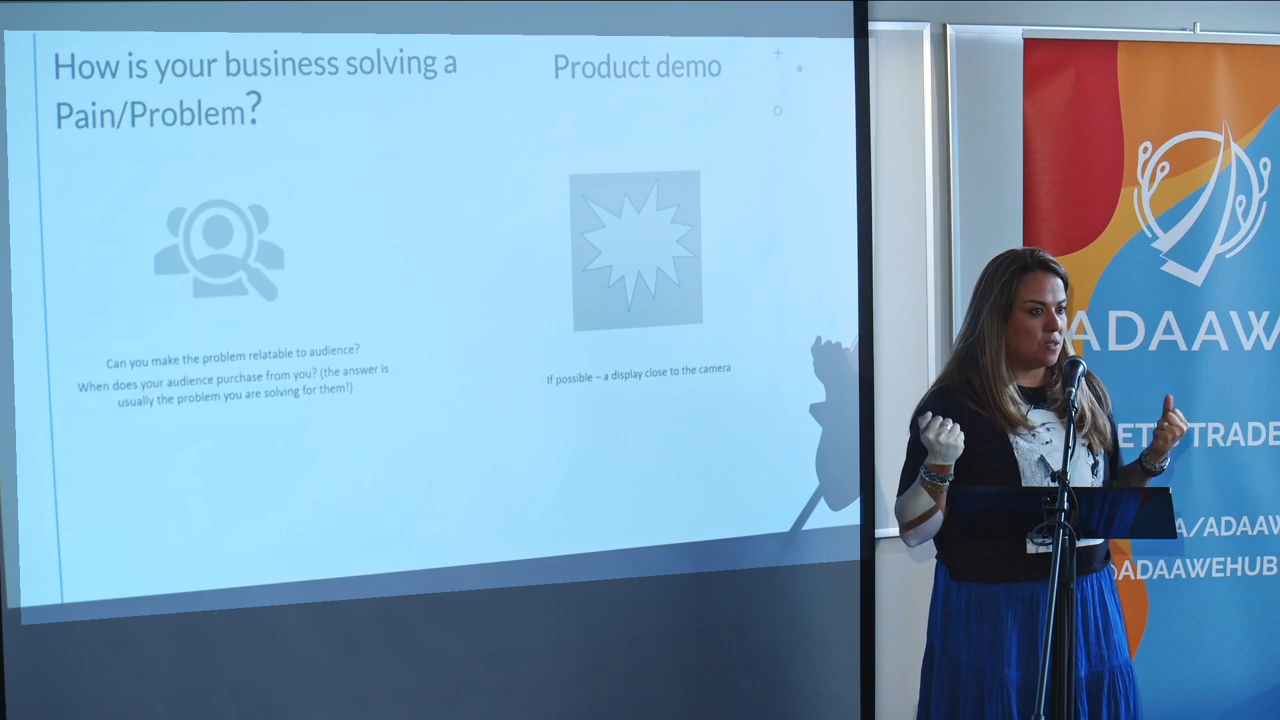 How is your business solving a
Pain/Problem?
Can you make the problem relatable to audience?
When does your audience purchase from you? (the answer is
usually the problem you are solving for them!)
Product demo
If possible – a display close to the camera
ADAAW
TRADE
A/ADAAW
ADAAWEHUB